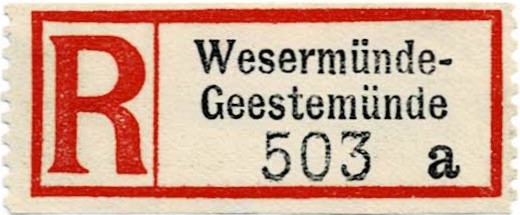 R
Wesermünde-
Geestemünde
503 a